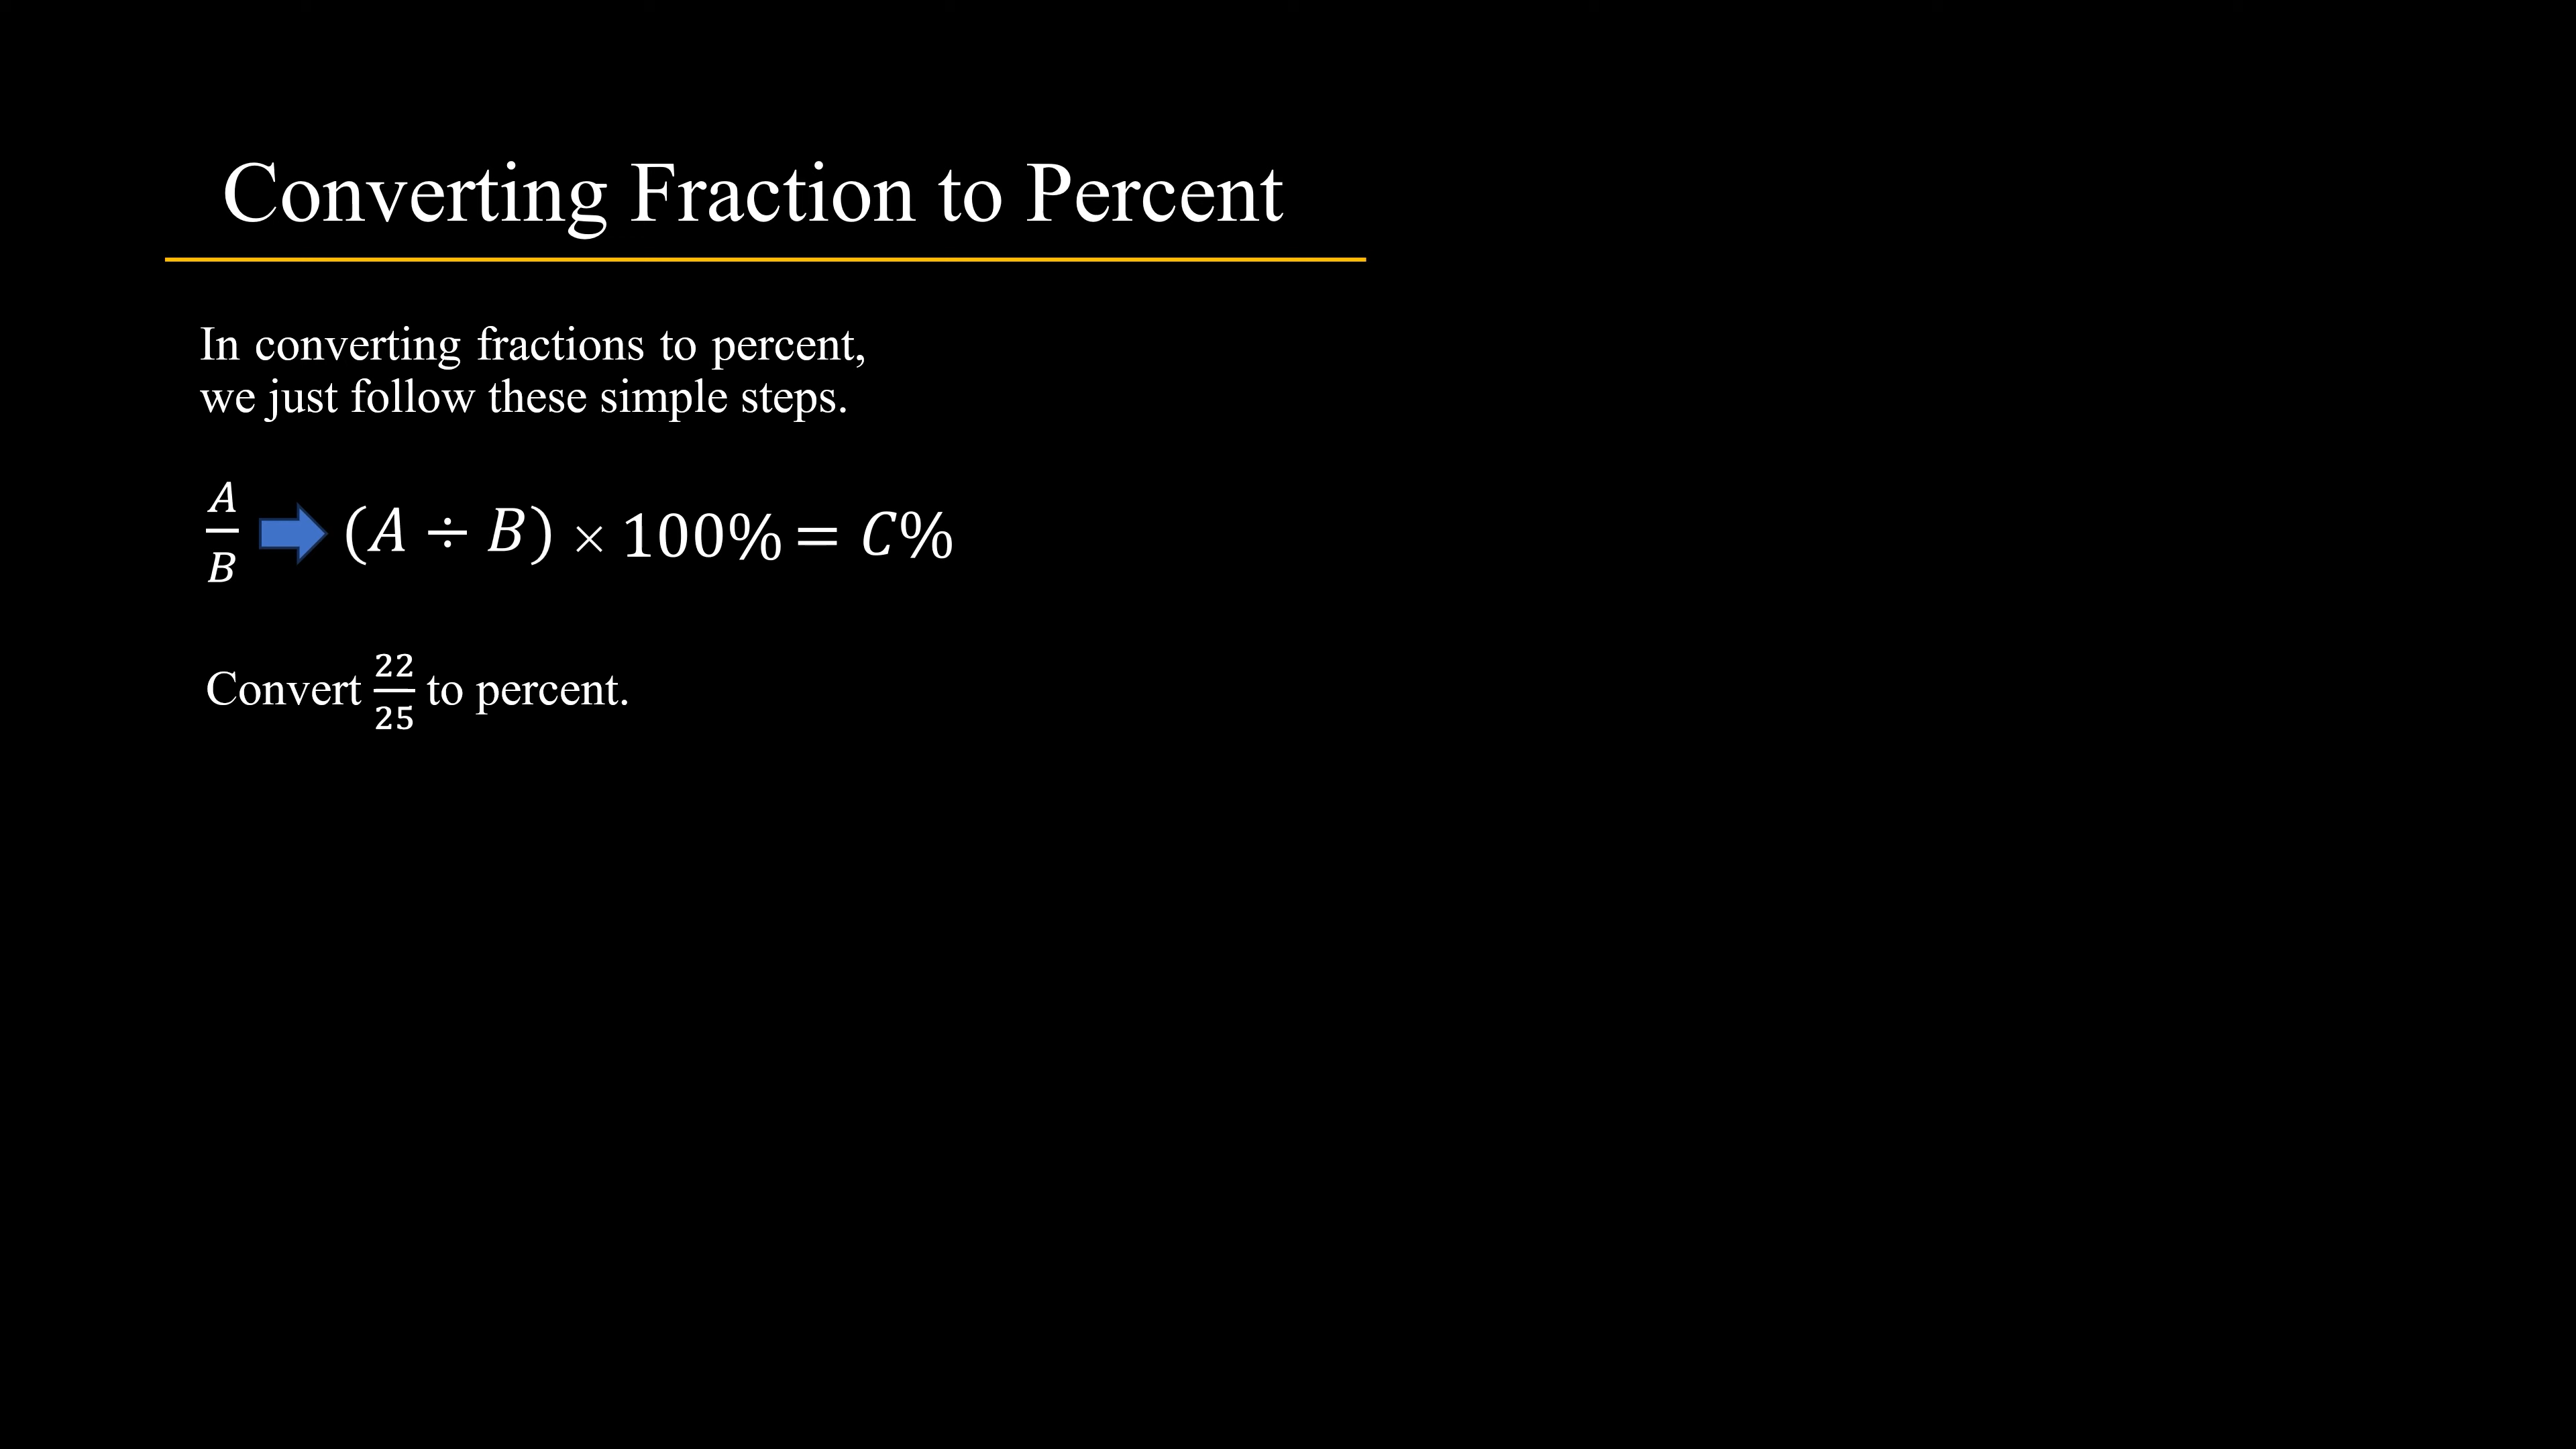 Converting Fraction to Percent
In converting fractions to percent,
we just follow these simple steps.
A/B (A ÷ B) × 100% = C%
Convert 22/25 to percent.